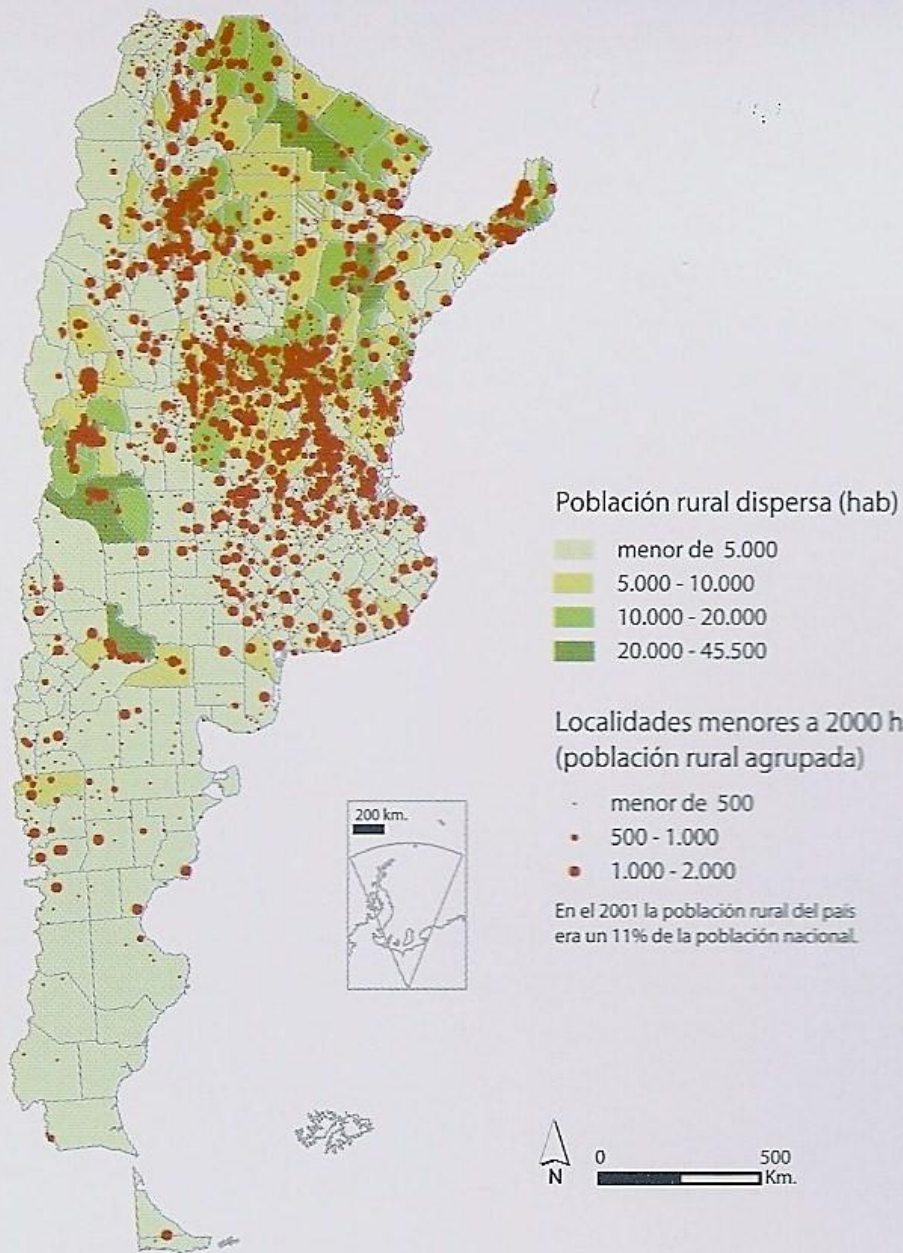 Población rural dispersa (hab)
menor de 5.000
5.000 - 10.000
10.000 - 20.000
20.000 - 45.500
Localidades menores a 2000 h
(población rural agrupada)
menor de 500
500 - 1.000
1.000 - 2.000
En el 2001 la población rural del país
era un 11% de la población nacional.
200 km.
N
0 500
Km.